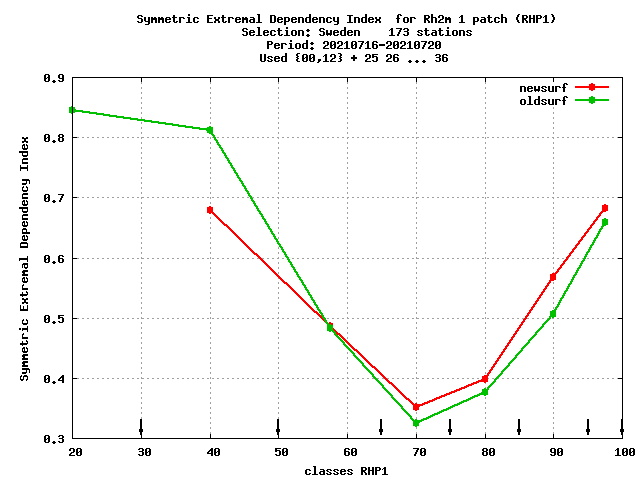 Symmetric Extremal Dependency Index  for Rh2m 1 patch (RHP1)
Selection: Sweden    173 stations
Period: 20210716-20210720
Used {00,12} + 25 26 ... 36
newsurf
oldsurf
Symmetric Extremal Dependency Index
0.9
0.8
0.7
0.6
0.5
0.4
0.3
20 30 40 50 60 70 80 90 100
classes RHP1